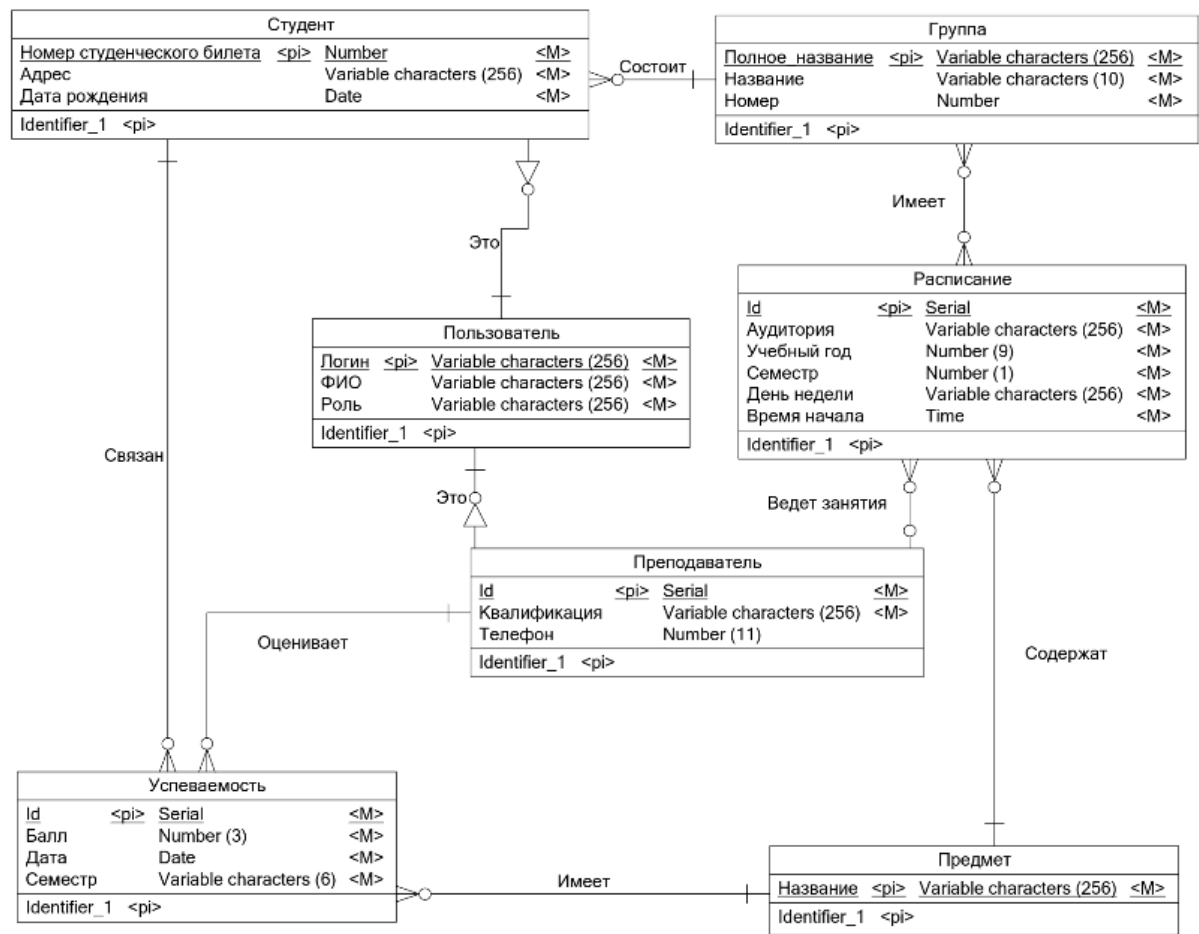 Студент
Номер студенческого билета <pi> Number <M>
Адрес Variable characters (256) <M>
Дата рождения Date <M>
Identifier_1 <pi>
Состоит
Группа
Полное_название <pi> Variable characters (256) <M>
Название Variable characters (10) <M>
Номер Number <M>
Identifier_1 <pi>
Имеет
Это
Расписание
Id <pi> Serial <M>
Аудитория Variable characters (256) <M>
Учебный год Number (9) <M>
Семестр Number (1) <M>
День недели Variable characters (256) <M>
Время начала Time <M>
Identifier_1 <pi>
Пользователь
Логин <pi> Variable characters (256) <M>
ФИО Variable characters (256) <M>
Роль Variable characters (256) <M>
Identifier_1 <pi>
Связан
Это
Ведет занятия
Преподаватель
Id <pi> Serial <M>
Квалификация Variable characters (256) <M>
Телефон Number (11)
Identifier_1 <pi>
Оценивает
Содержат
Успеваемость
Id <pi> Serial <M>
Балл Number (3) <M>
Дата Date <M>
Семестр Variable characters (6) <M>
Identifier_1 <pi>
Имеет
Предмет
Название <pi> Variable characters (256) <M>
Identifier_1 <pi>